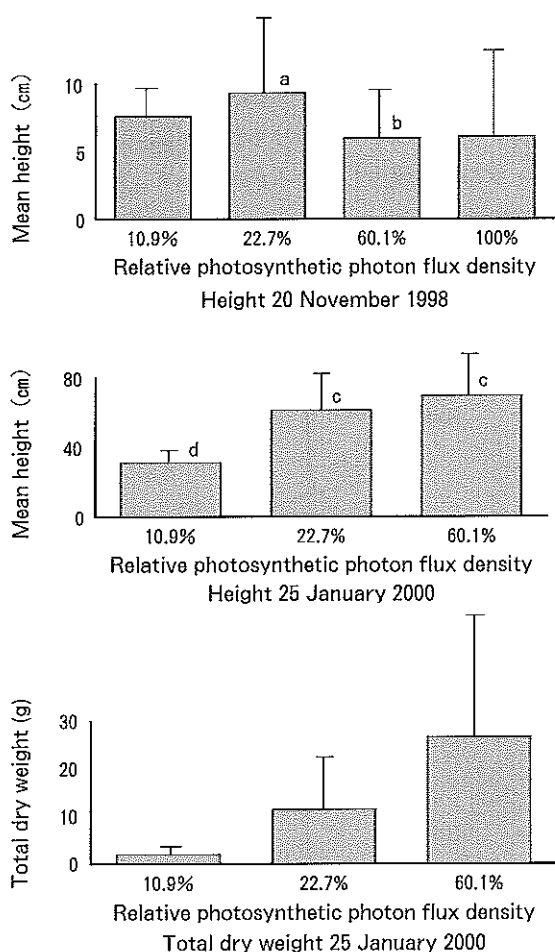 Mean height (cm)
10
5
0
a
b
10.9% 22.7% 60.1% 100%
Relative photosynthetic photon flux density
Height 20 November 1998
Mean height (cm)
80
40
0
d
c
c
10.9% 22.7% 60.1%
Relative photosynthetic photon flux density
Height 25 January 2000
Total dry weight (g)
30
20
10
0
10.9% 22.7% 60.1%
Relative photosynthetic photon flux density
Total dry weight 25 January 2000